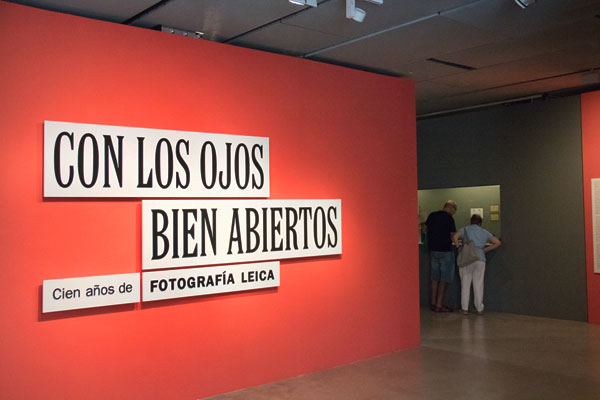 CON LOS OJOS
BIEN ABIERTOS
Cien años de FOTOGRAFÍA LEICA